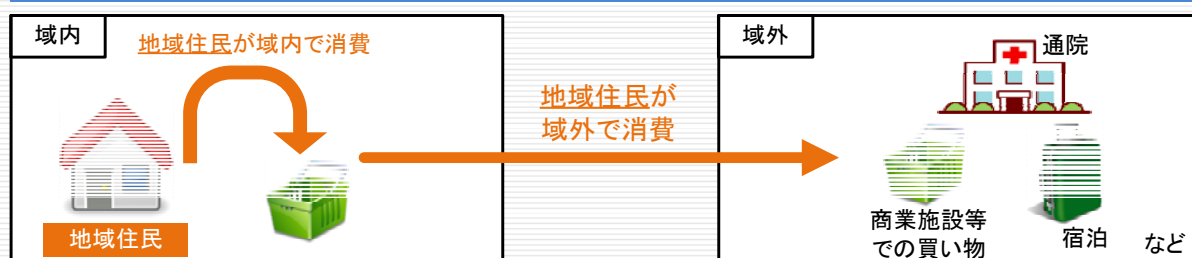 域内
地域住民が域内で消費
地域住民
地域住民が
域外で消費
域外
通院
商業施設等
での買い物
宿泊
など